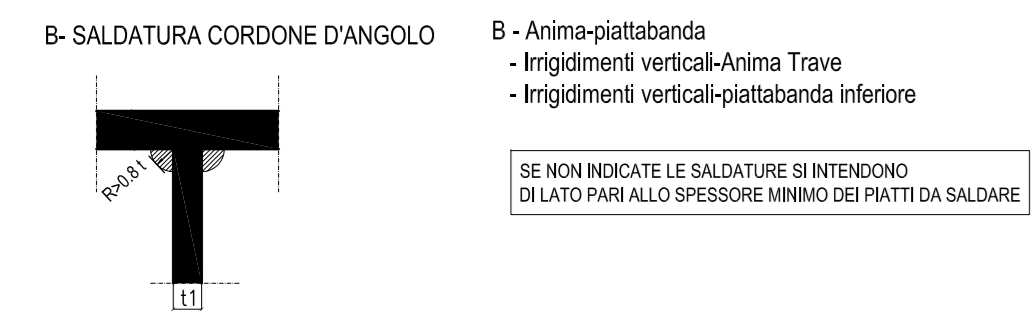 B- SALDATURA CORDONE D'ANGOLO
R>0.8 t
t1
B - Anima-piattabanda
- Irrigidimenti verticali-Anima Trave
- Irrigidimenti verticali-piattabanda inferiore
SE NON INDICATE LE SALDATURE SI INTENDONO
DI LATO PARI ALLO SPESSORE MINIMO DEI PIATTI DA SALDARE